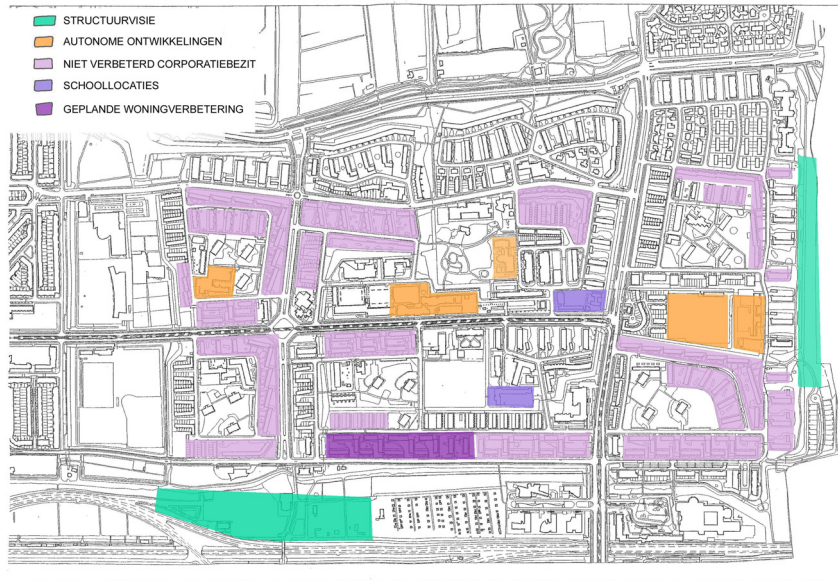 STRUCTUURVISIE
AUTONOME ONTWIKKELINGEN
NIET VERBETERD CORPORATIEBEZIT
SCHOOLLOCATIES
GEPLANDE WONINGVERBETERING